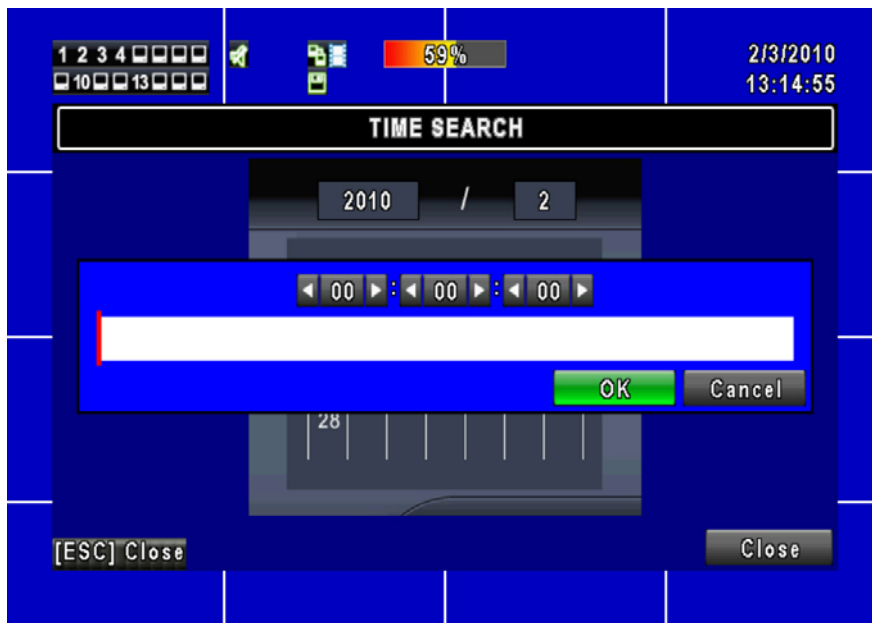 1 2 3 4
59%
2/3/2010
10 13
13:14:55
TIME SEARCH
2010 / 2
00 : 00 : 00
OK Cancel
28
[ESC] Close Close